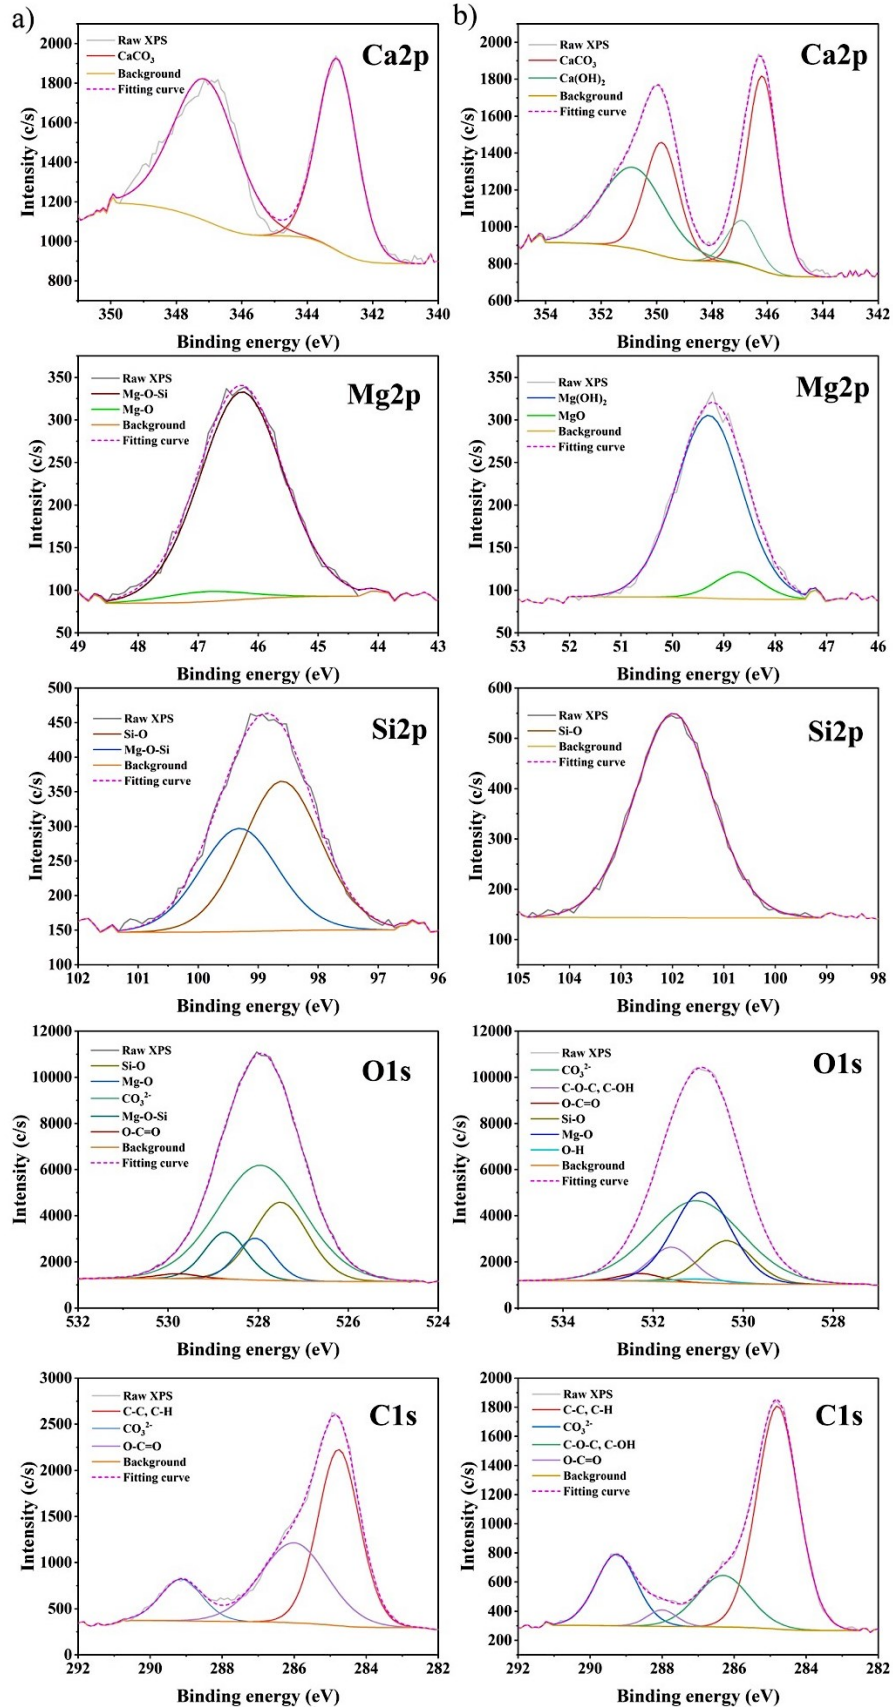 a)
Ca2p
Raw XPS
CaCO₃
Background
Fitting curve
Intensity (c/s)
2000
1800
1600
1400
1200
1000
800
350 348 346 344 342 340
Binding energy (eV)
b)
Ca2p
Raw XPS
CaCO₃
Ca(OH)₂
Background
Fitting curve
Intensity (c/s)
2000
1800
1600
1400
1200
1000
800
600
354 352 350 348 346 344 342
Binding energy (eV)
Mg2p
Raw XPS
Mg-O-Si
Mg-O
Background
Fitting curve
Intensity (c/s)
350
300
250
200
150
100
50
49 48 47 46 45 44 43
Binding energy (eV)
Mg2p
Raw XPS
Mg(OH)₂
MgO
Background
Fitting curve
Intensity (c/s)
350
300
250
200
150
100
50
53 52 51 50 49 48 47 46
Binding energy (eV)
Si2p
Raw XPS
Si-O
Mg-O-Si
Background
Fitting curve
Intensity (c/s)
500
450
400
350
300
250
200
150
100
102 101 100 99 98 97 96
Binding energy (eV)
Si2p
Raw XPS
Si-O
Background
Fitting curve
Intensity (c/s)
600
500
400
300
200
100
105 104 103 102 101 100 99 98
Binding energy (eV)
O1s
Raw XPS
Si-O
Mg-O
CO₃²⁻
Mg-O-Si
O-C=O
Background
Fitting curve
Intensity (c/s)
12000
10000
8000
6000
4000
2000
0
532 530 528 526 524
Binding energy (eV)
O1s
Raw XPS
CO₃²⁻
C-O-C, C-OH
O-C=O
Si-O
Mg-O
O-H
Background
Fitting curve
Intensity (c/s)
12000
10000
8000
6000
4000
2000
0
534 532 530 528
Binding energy (eV)
C1s
Raw XPS
C-C, C-H
CO₃²⁻
O-C=O
Background
Fitting curve
Intensity (c/s)
3000
2500
2000
1500
1000
500
0
292 290 288 286 284 282
Binding energy (eV)
C1s
Raw XPS
C-C, C-H
CO₃²⁻
C-O-C, C-OH
O-C=O
Background
Fitting curve
Intensity (c/s)
2000
1800
1600
1400
1200
1000
800
600
400
200
292 290 288 286 284 282
Binding energy (eV)